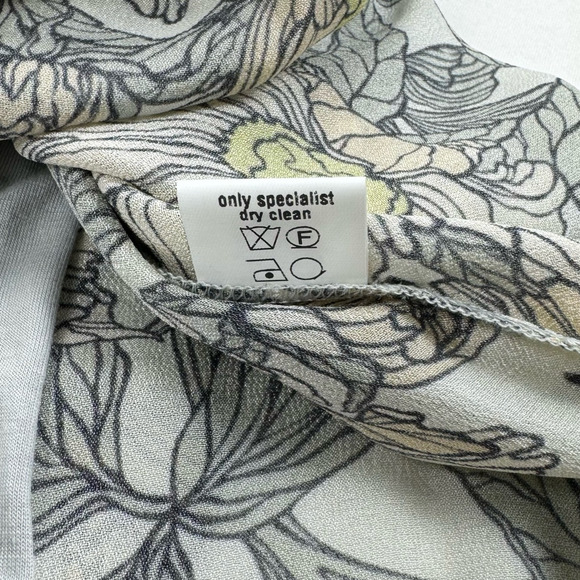 only specialist
dry clean
F